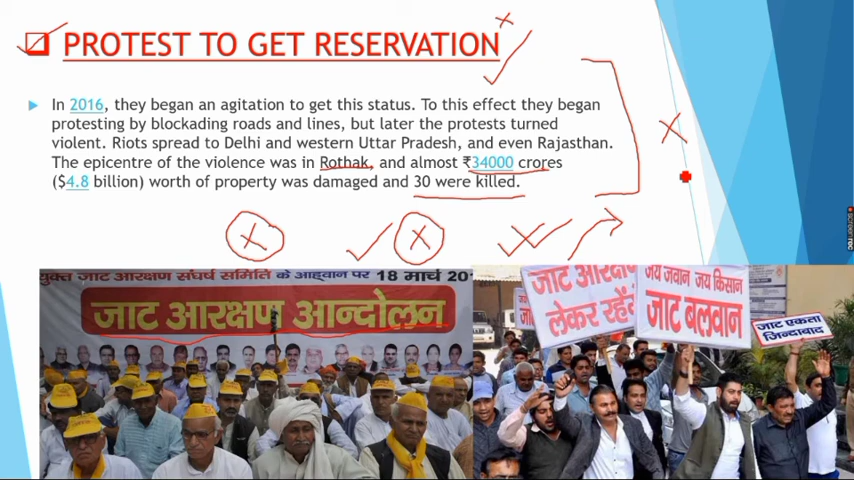 PROTEST TO GET RESERVATION
In 2016, they began an agitation to get this status. To this effect they began
protesting by blockading roads and lines, but later the protests turned
violent. Riots spread to Delhi and western Uttar Pradesh, and even Rajasthan.
The epicentre of the violence was in Rothak, and almost ₹34000 crores
($4.8 billion) worth of property was damaged and 30 were killed.
जाट आरक्षण संघर्ष समिति के आह्वान पर 18 मार्च
जाट आरक्षण आन्दोलन
जाट
लेकर रहेंगे
जय जवान जय किसान
जाट बलवान
जाट एकता
जिन्दाबाद
Screen